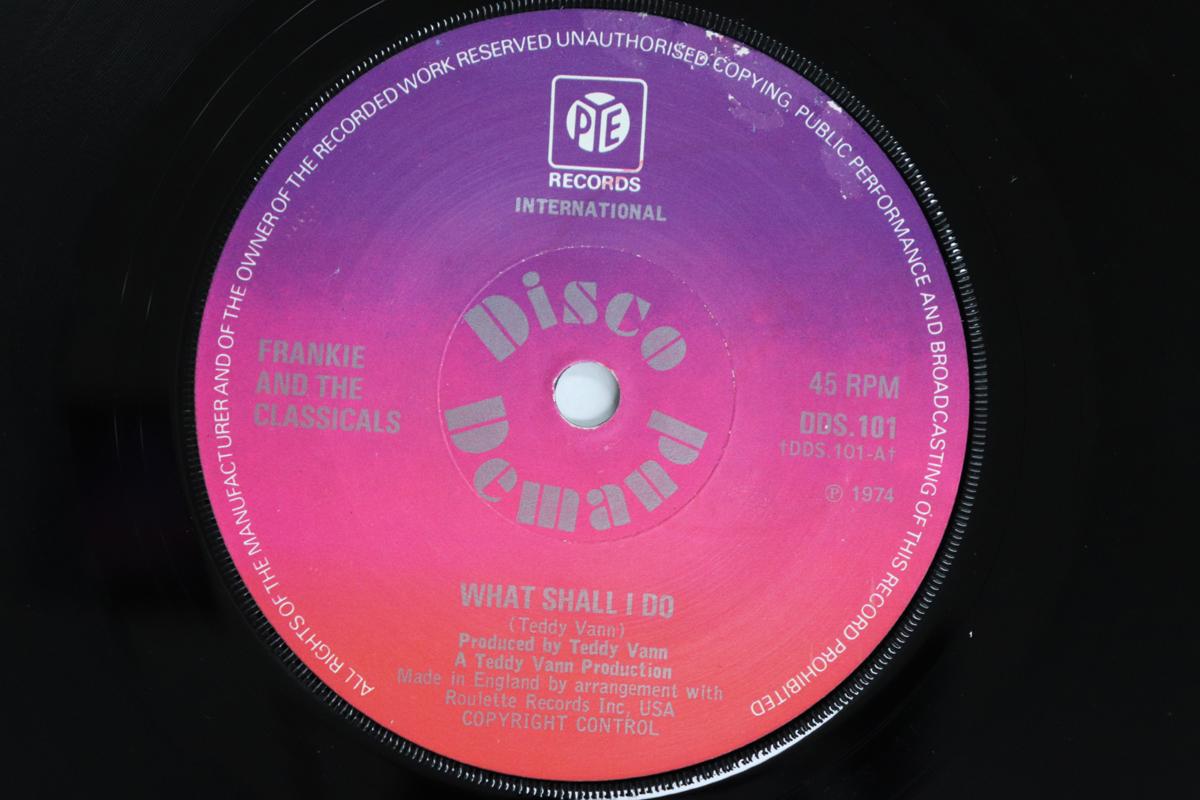 ALL RIGHTS OF THE MANUFACTURER AND OF THE OWNER OF THE RECORDED WORK RESERVED UNAUTHORISED COPYING, PUBLIC PERFORMANCE AND BROADCASTING OF THIS RECORD PROHIBITED
PYE
RECORDS
INTERNATIONAL
Disco
Demand
FRANKIE
AND THE
CLASSICALS
45 RPM
DDS.101
†DDS.101-A†
℗ 1974
WHAT SHALL I DO
(Teddy Vann)
Produced by Teddy Vann
A Teddy Vann Production
Made in England by arrangement with
Roulette Records Inc, USA
COPYRIGHT CONTROL